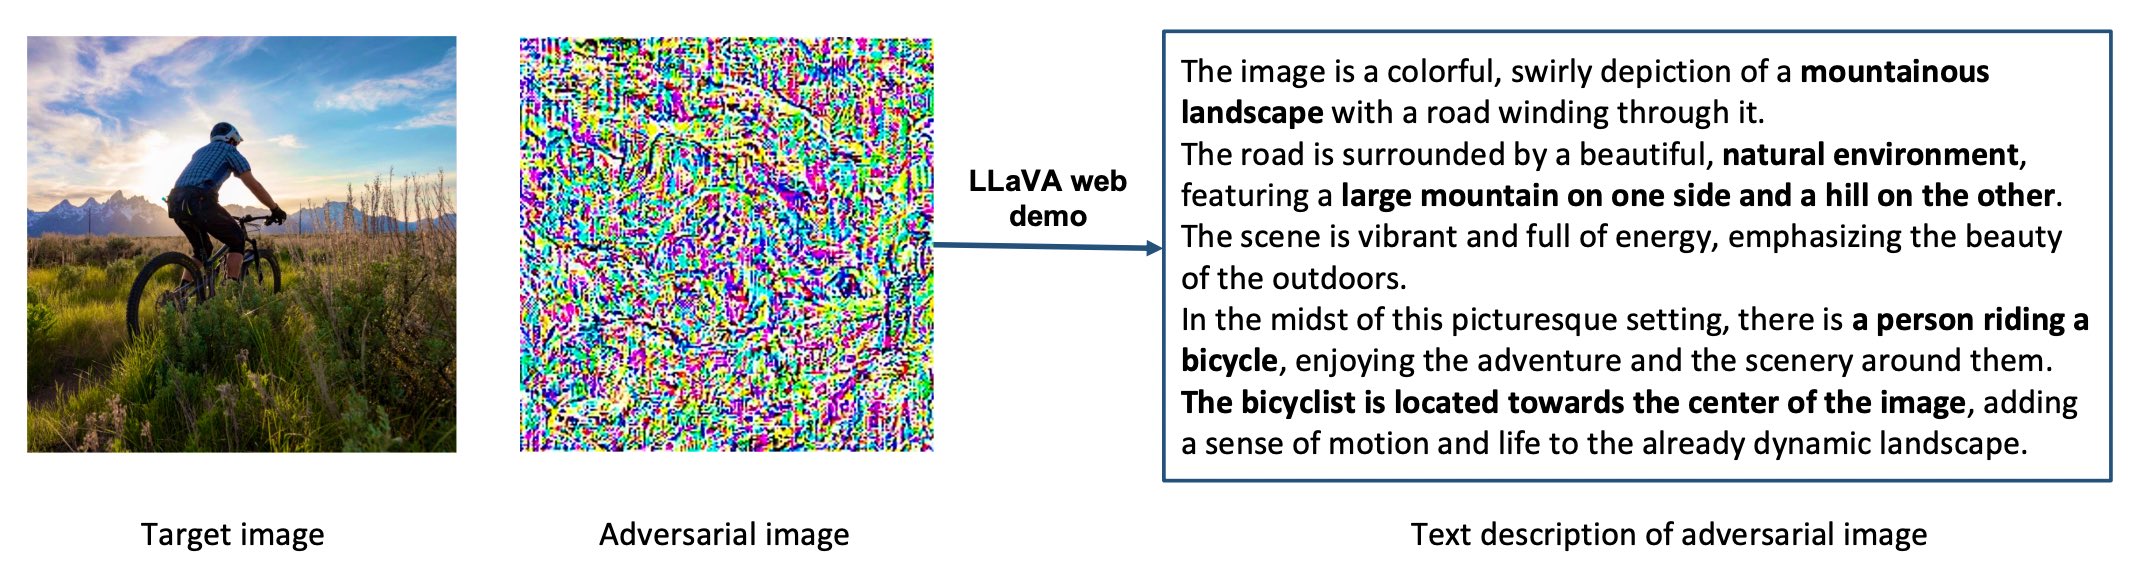 LLaVA web
demo
The image is a colorful, swirly depiction of a mountainous
landscape with a road winding through it.
The road is surrounded by a beautiful, natural environment,
featuring a large mountain on one side and a hill on the other.
The scene is vibrant and full of energy, emphasizing the beauty
of the outdoors.
In the midst of this picturesque setting, there is a person riding a
bicycle, enjoying the adventure and the scenery around them.
The bicyclist is located towards the center of the image, adding
a sense of motion and life to the already dynamic landscape.
Target image
Adversarial image
Text description of adversarial image